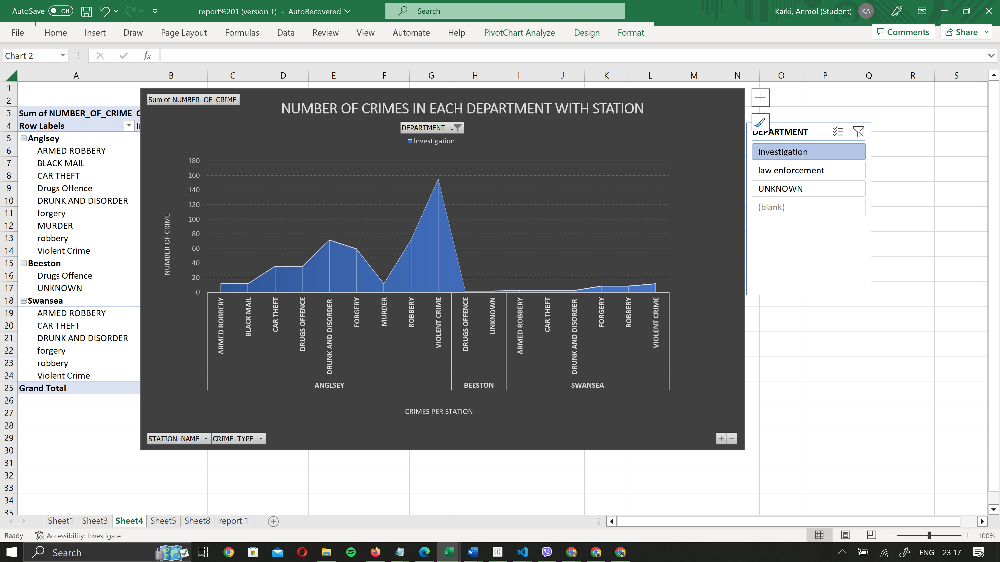 AutoSave Off report%201 (version 1) - AutoRecovered Search Karki, Anmol (Student) KA
File Home Insert Draw Page Layout Formulas Data Review View Automate Help PivotChart Analyze Design Format Comments Share
Chart 2 fx
A B C D E F G H I J K L M N O P Q R S
1
2
3 Sum of NUMBER_OF_CRIME
4 Row Labels
5 Anglsey
6 ARMED ROBBERY
7 BLACK MAIL
8 CAR THEFT
9 Drugs Offence
10 DRUNK AND DISORDER
11 forgery
12 MURDER
13 robbery
14 Violent Crime
15 Beeston
16 Drugs Offence
17 UNKNOWN
18 Swansea
19 ARMED ROBBERY
20 CAR THEFT
21 DRUNK AND DISORDER
22 forgery
23 robbery
24 Violent Crime
25 Grand Total
26
27
28
29
30
31
32
33
34
35
Sum of NUMBER_OF_CRIME
NUMBER OF CRIMES IN EACH DEPARTMENT WITH STATION
DEPARTMENT
Investigation
NUMBER OF CRIME
180
160
140
120
100
80
60
40
20
0
ARMED ROBBERY
BLACK MAIL
CAR THEFT
DRUGS OFFENCE
DRUNK AND DISORDER
FORGERY
MURDER
ROBBERY
VIOLENT CRIME
DRUGS OFFENCE
UNKNOWN
ARMED ROBBERY
CAR THEFT
DRUNK AND DISORDER
FORGERY
ROBBERY
VIOLENT CRIME
ANGLSEY BEESTON SWANSEA
CRIMES PER STATION
STATION_NAME CRIME_TYPE
DEPARTMENT
Investigation
law enforcement
UNKNOWN
(blank)
Sheet1 Sheet3 Sheet4 Sheet5 Sheet8 report 1
Ready Accessibility: Investigate 100%
Search ENG 23:17